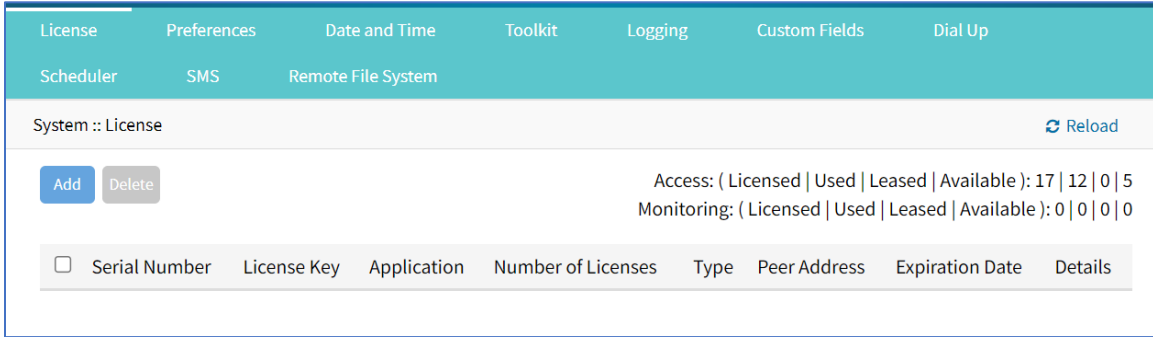 License Preferences Date and Time Toolkit Logging Custom Fields Dial Up
Scheduler SMS Remote File System
System :: License Reload
Add Delete
Access: ( Licensed | Used | Leased | Available ): 17 | 12 | 0 | 5
Monitoring: ( Licensed | Used | Leased | Available ): 0 | 0 | 0 | 0
Serial Number License Key Application Number of Licenses Type Peer Address Expiration Date Details